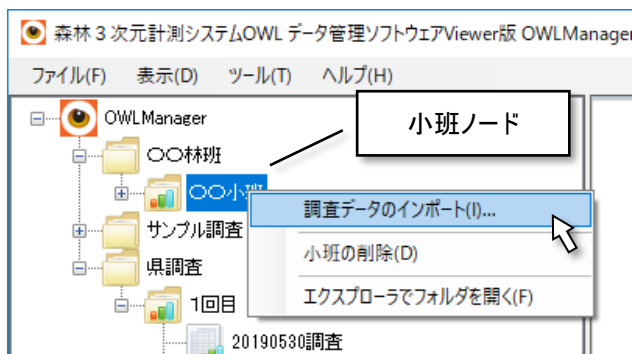 森林３次元計測システムOWL データ管理ソフトウェアViewer版 OWLManager
ファイル(F) 表示(D) ツール(T) ヘルプ(H)
OWLManager
小班ノード
〇〇林班
〇〇小班
調査データのインポート(I)...
サンプル調査
小班の削除(D)
県調査
エクスプローラでフォルダを開く(F)
1回目
20190530調査